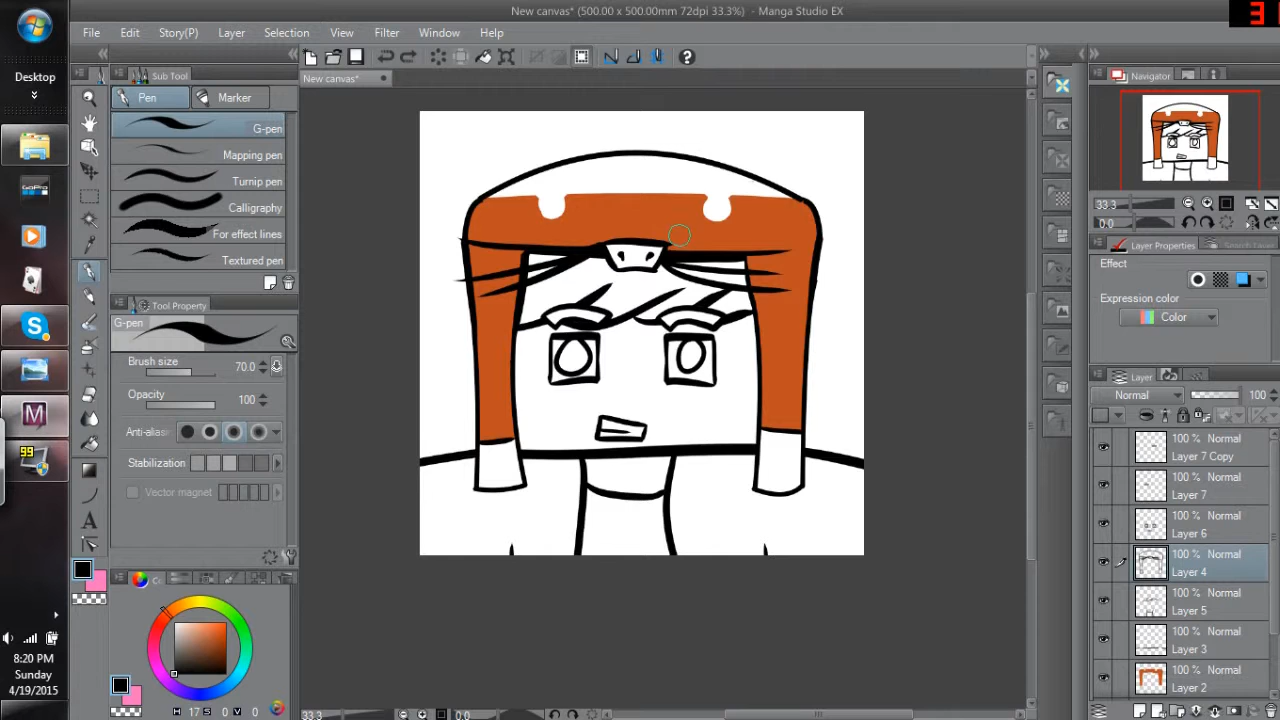 New canvas* (500.00 x 500.00mm 72dpi 33.3%) - Manga Studio EX
File Edit Story(P) Layer Selection View Filter Window Help
Desktop
New canvas*
Sub Tool
Pen
Marker
G-pen
Mapping pen
Turnip pen
Calligraphy
For effect lines
Textured pen
Tool Property
G-pen
Brush size 70.0
Opacity 100
Anti-alias
Stabilization
Vector magnet
H 17 S 0 V 0
33.3 0.0
Navigator
33.3
0.0
Layer Properties
Search Layer
Effect
Expression color
Color
Layer
Normal 100
100 % Normal
Layer 7 Copy
100 % Normal
Layer 7
100 % Normal
Layer 6
100 % Normal
Layer 4
100 % Normal
Layer 5
100 % Normal
Layer 3
100 % Normal
Layer 2
GoPro
S
M
99
8:20 PM
Sunday
4/19/2015